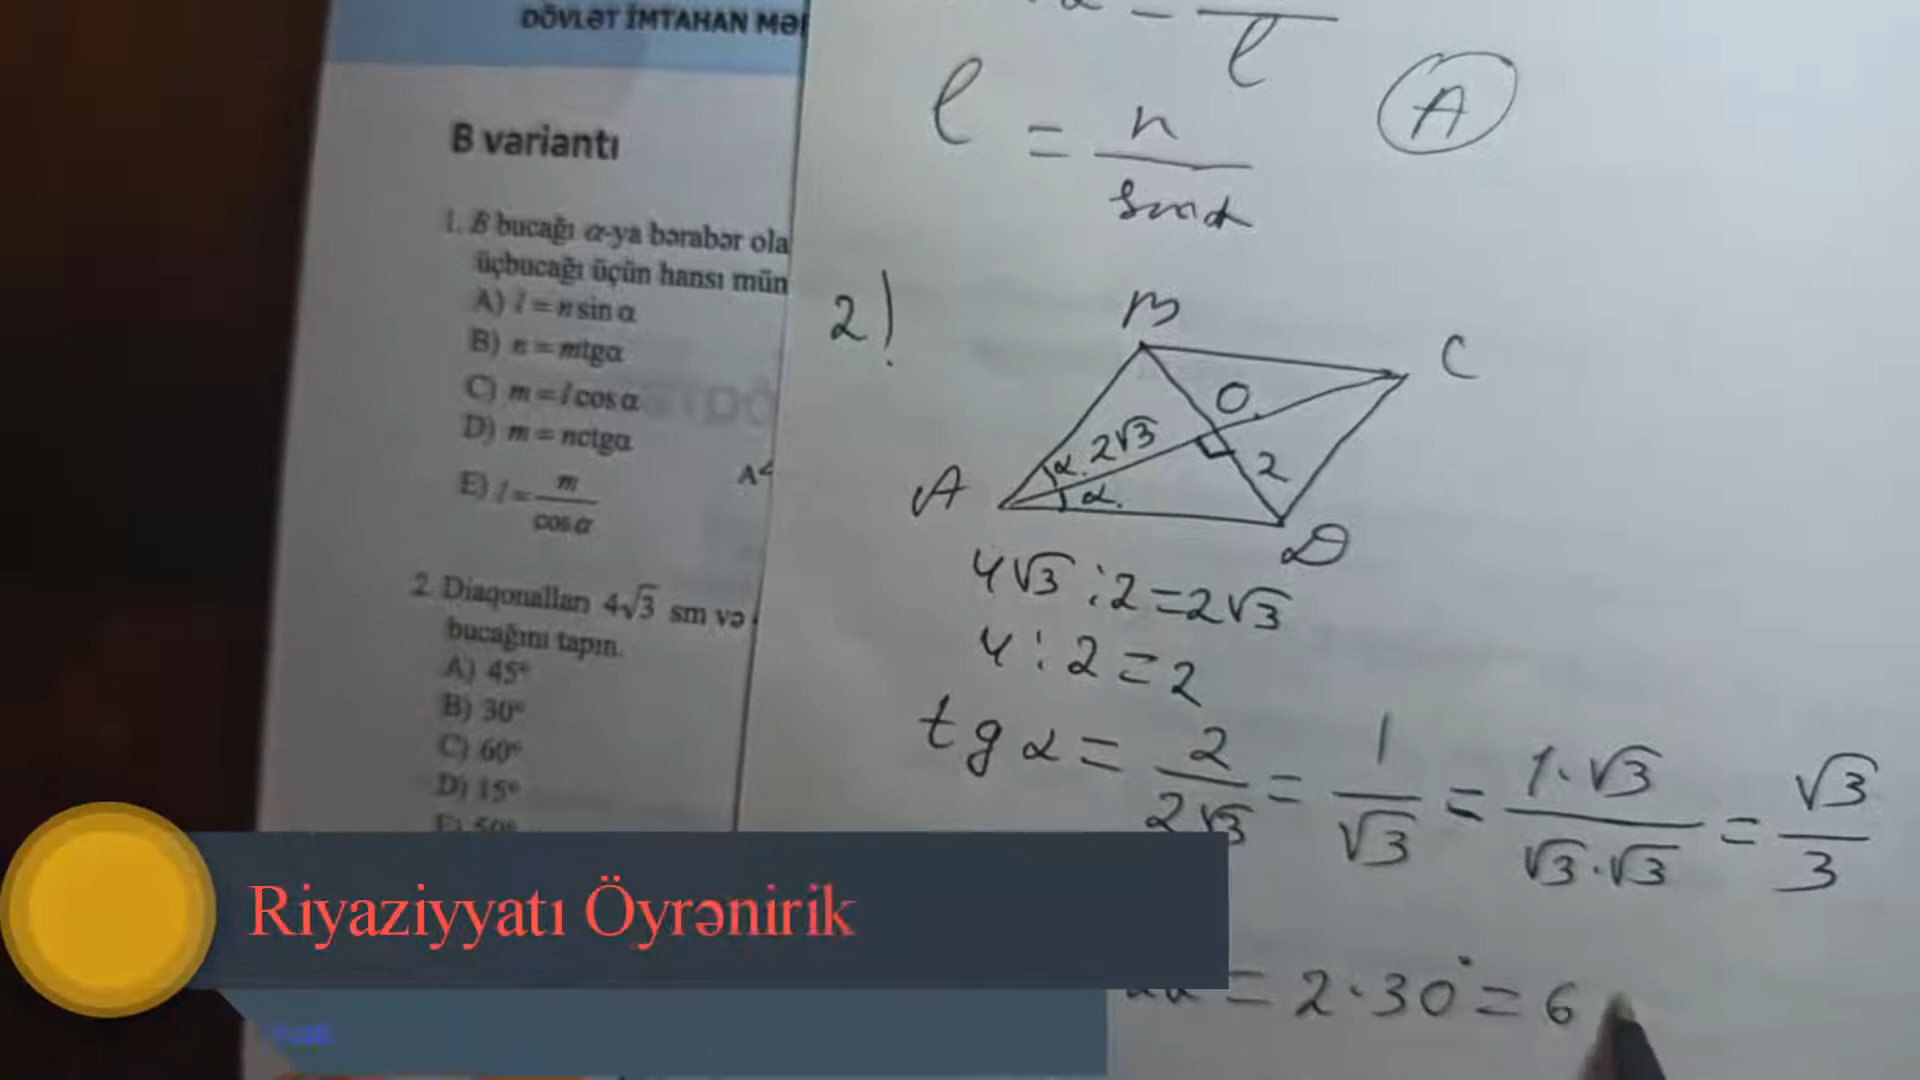 DÖVLƏT İMTAHAN MƏR
B variantı
1. B bucağı α-ya bərabər ola
üçbucağı üçün hansı mün
A) l = n sin α
B) n = mtgα
C) m = l cos α
D) m = nctgα
E) l = m / cos α
A
2. Diaqonalları 4√3 sm və
bucağını tapın.
A) 45°
B) 30°
C) 60°
D) 15°
E) 50°
l
l = n / sinα
A
2)
B
C
O
2√3
α
2
A
α
D
4√3 : 2 = 2√3
4 : 2 = 2
tg α = 2 / 2√3 = 1 / √3 = 1·√3 / √3·√3 = √3 / 3
= 2·30° = 6
Riyaziyyatı Öyrənirik